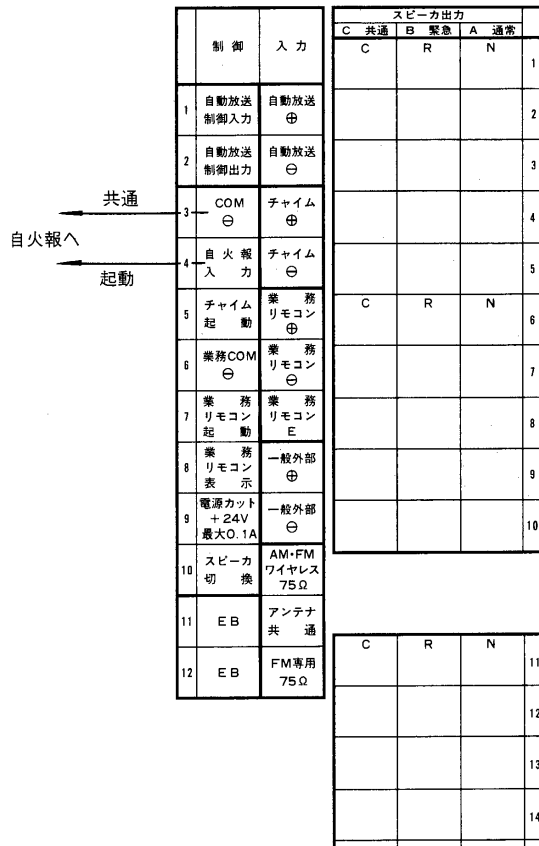 スピーカ出力
C 共通 B 緊急 A 通常
制御 入力
C R N
1
1 自動放送 制御入力 自動放送 ⊕
2
2 自動放送 制御出力 自動放送 ⊖
3
共通
3 COM ⊖ チャイム ⊕
4
自火報へ
4 自火報 入力 チャイム ⊖
起動
5
5 チャイム 起動 業務 リモコン ⊕
C R N
6
6 業務COM ⊖ 業務 リモコン ⊖
7
7 業務 リモコン 起動 業務 リモコン E
8
8 業務 リモコン 表示 一般外部 ⊕
9
9 電源カット +24V 最大0.1A 一般外部 ⊖
10
10 スピーカ 切換 AM・FM ワイヤレス 75Ω
11 EB アンテナ 共通
12 EB FM専用 75Ω
C R N
11
12
13
14